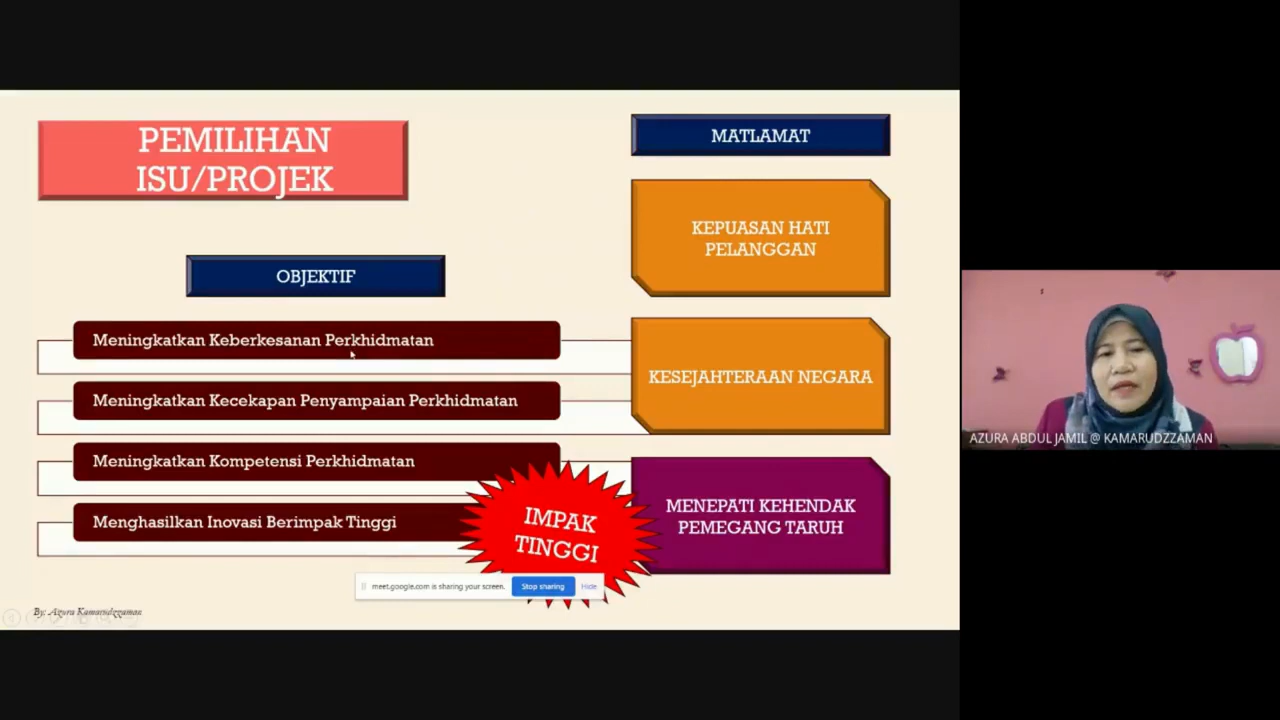 PEMILIHAN
ISU/PROJEK
OBJEKTIF
Meningkatkan Keberkesanan Perkhidmatan
Meningkatkan Kecekapan Penyampaian Perkhidmatan
Meningkatkan Kompetensi Perkhidmatan
Menghasilkan Inovasi Berimpak Tinggi
IMPAK
TINGGI
MATLAMAT
KEPUASAN HATI
PELANGGAN
KESEJAHTERAAN NEGARA
MENEPATI KEHENDAK
PEMEGANG TARUH
meet.google.com is sharing your screen. Stop sharing Hide
By: Azura Kamarudzzaman
AZURA ABDUL JAMIL @ KAMARUDZZAMAN